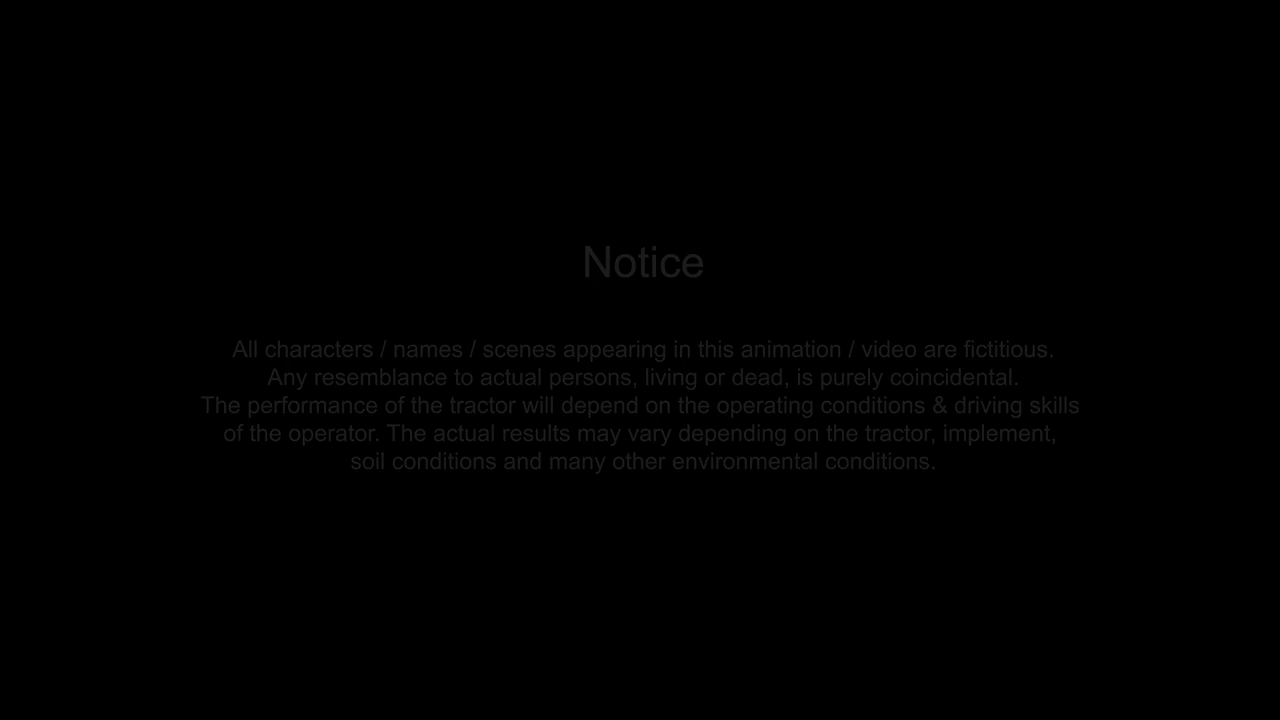 Notice
All characters / names / scenes appearing in this animation / video are fictitious.
Any resemblance to actual persons, living or dead, is purely coincidental.
The performance of the tractor will depend on the operating conditions & driving skills
of the operator. The actual results may vary depending on the tractor, implement,
soil conditions and many other environmental conditions.